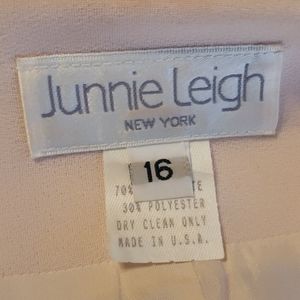 Junnie Leigh
NEW YORK
16
70%
30% POLYESTER
DRY CLEAN ONLY
MADE IN U.S.A.